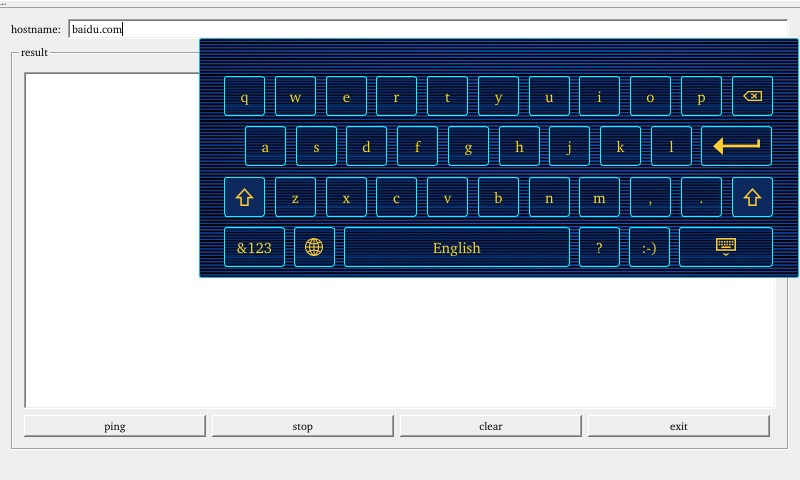 hostname: baidu.com
result
q w e r t y u i o p
a s d f g h j k l
z x c v b n m , .
&123 English ? :-)
ping stop clear exit